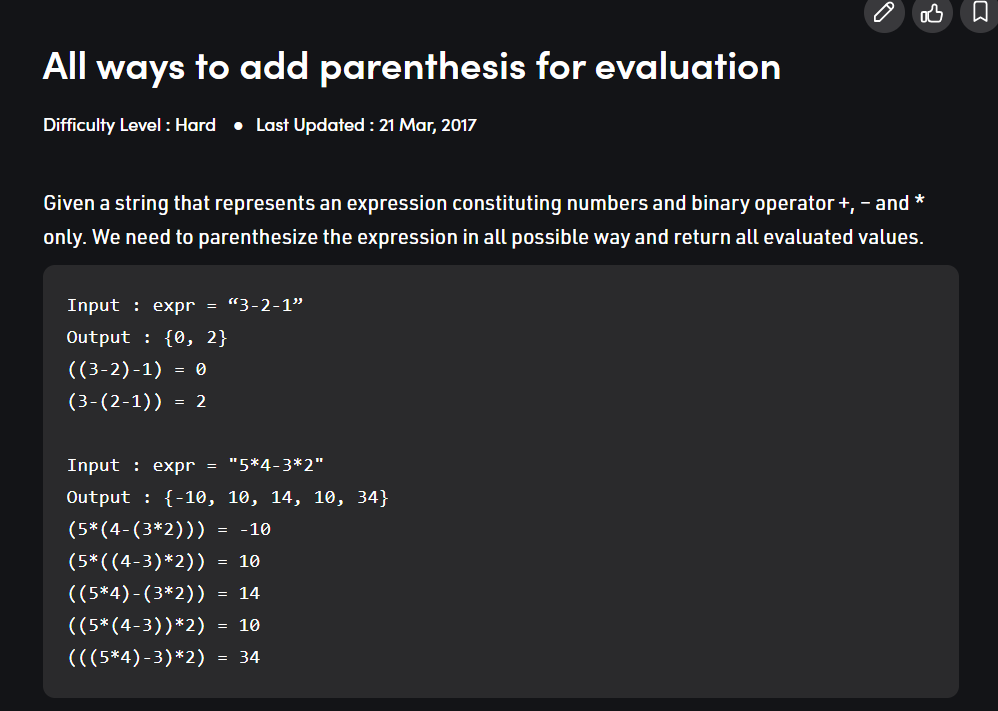 All ways to add parenthesis for evaluation
Difficulty Level : Hard ● Last Updated : 21 Mar, 2017
Given a string that represents an expression constituting numbers and binary operator +, – and *
only. We need to parenthesize the expression in all possible way and return all evaluated values.
Input : expr = “3-2-1”
Output : {0, 2}
((3-2)-1) = 0
(3-(2-1)) = 2
Input : expr = "5*4-3*2"
Output : {-10, 10, 14, 10, 34}
(5*(4-(3*2))) = -10
(5*((4-3)*2)) = 10
((5*4)-(3*2)) = 14
((5*(4-3))*2) = 10
(((5*4)-3)*2) = 34